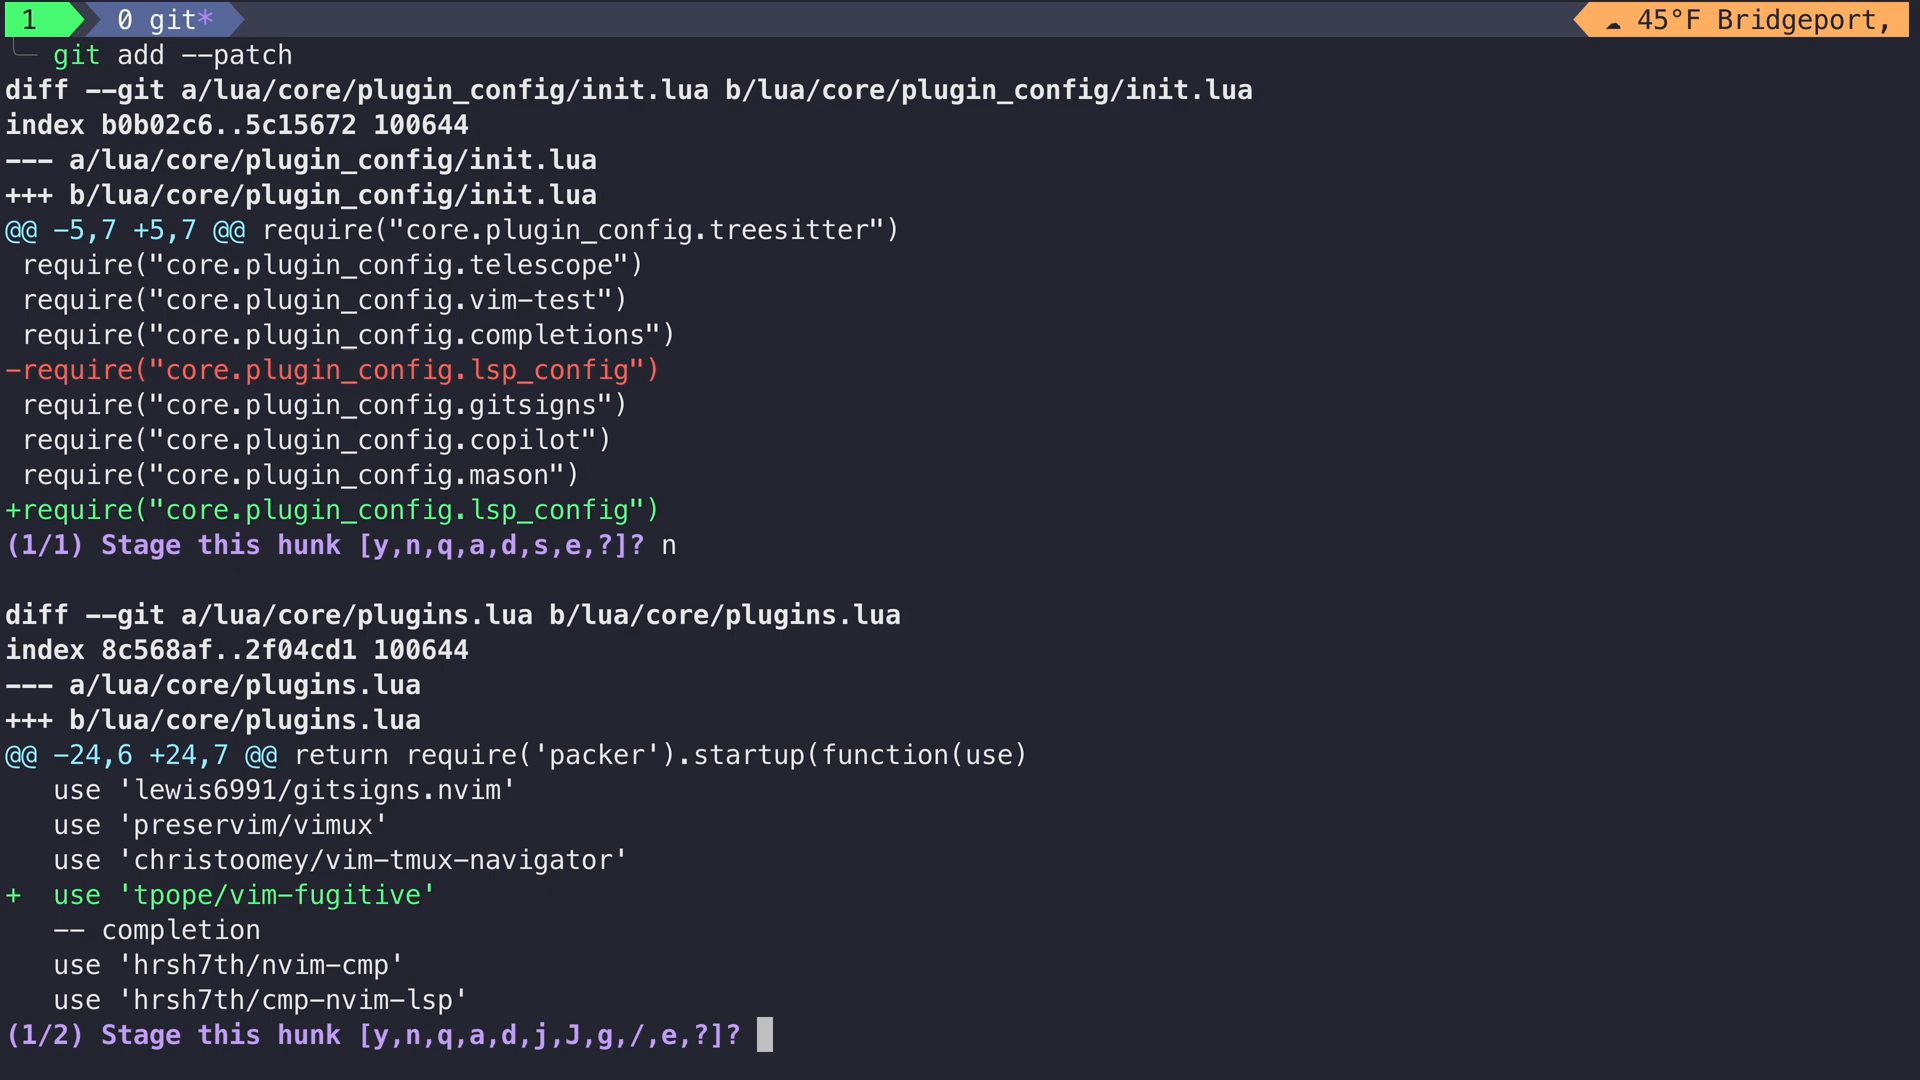 1 0 git* ☁ 45°F Bridgeport,
git add --patch
diff --git a/lua/core/plugin_config/init.lua b/lua/core/plugin_config/init.lua
index b0b02c6..5c15672 100644
--- a/lua/core/plugin_config/init.lua
+++ b/lua/core/plugin_config/init.lua
@@ -5,7 +5,7 @@ require("core.plugin_config.treesitter")
 require("core.plugin_config.telescope")
 require("core.plugin_config.vim-test")
 require("core.plugin_config.completions")
-require("core.plugin_config.lsp_config")
 require("core.plugin_config.gitsigns")
 require("core.plugin_config.copilot")
 require("core.plugin_config.mason")
+require("core.plugin_config.lsp_config")
(1/1) Stage this hunk [y,n,q,a,d,s,e,?]? n
diff --git a/lua/core/plugins.lua b/lua/core/plugins.lua
index 8c568af..2f04cd1 100644
--- a/lua/core/plugins.lua
+++ b/lua/core/plugins.lua
@@ -24,6 +24,7 @@ return require('packer').startup(function(use)
   use 'lewis6991/gitsigns.nvim'
   use 'preservim/vimux'
   use 'christoomey/vim-tmux-navigator'
+  use 'tpope/vim-fugitive'
   -- completion
   use 'hrsh7th/nvim-cmp'
   use 'hrsh7th/cmp-nvim-lsp'
(1/2) Stage this hunk [y,n,q,a,d,j,J,g,/,e,?]?